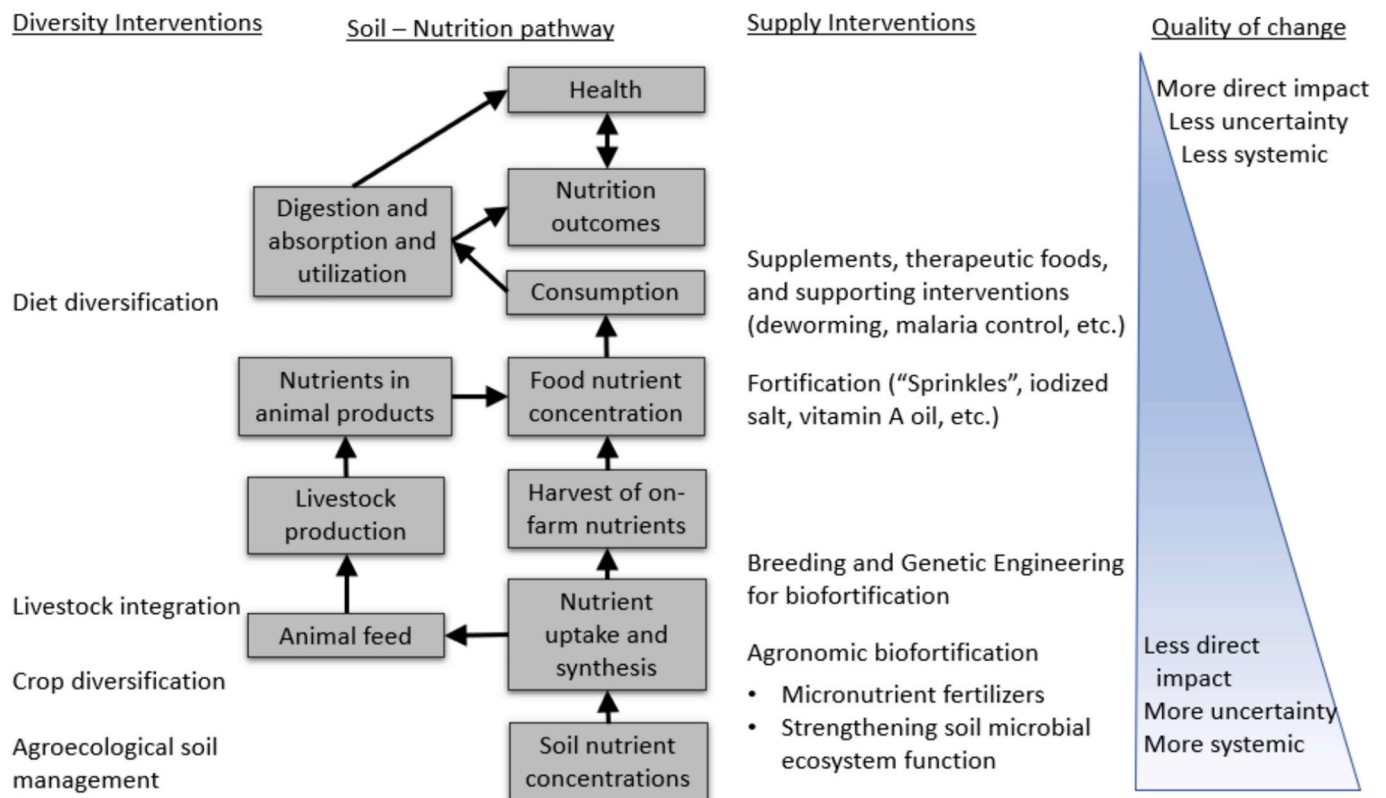 Diversity Interventions
Soil – Nutrition pathway
Supply Interventions
Quality of change
Health
Nutrition
outcomes
Digestion and
absorption and
utilization
Consumption
Nutrients in
animal products
Food nutrient
concentration
Livestock
production
Harvest of on-
farm nutrients
Animal feed
Nutrient
uptake and
synthesis
Soil nutrient
concentrations
Diet diversification
Livestock integration
Crop diversification
Agroecological soil
management
Supplements, therapeutic foods,
and supporting interventions
(deworming, malaria control, etc.)
Fortification (“Sprinkles”, iodized
salt, vitamin A oil, etc.)
Breeding and Genetic Engineering
for biofortification
Agronomic biofortification
• Micronutrient fertilizers
• Strengthening soil microbial
ecosystem function
More direct impact
Less uncertainty
Less systemic
Less direct
impact
More uncertainty
More systemic